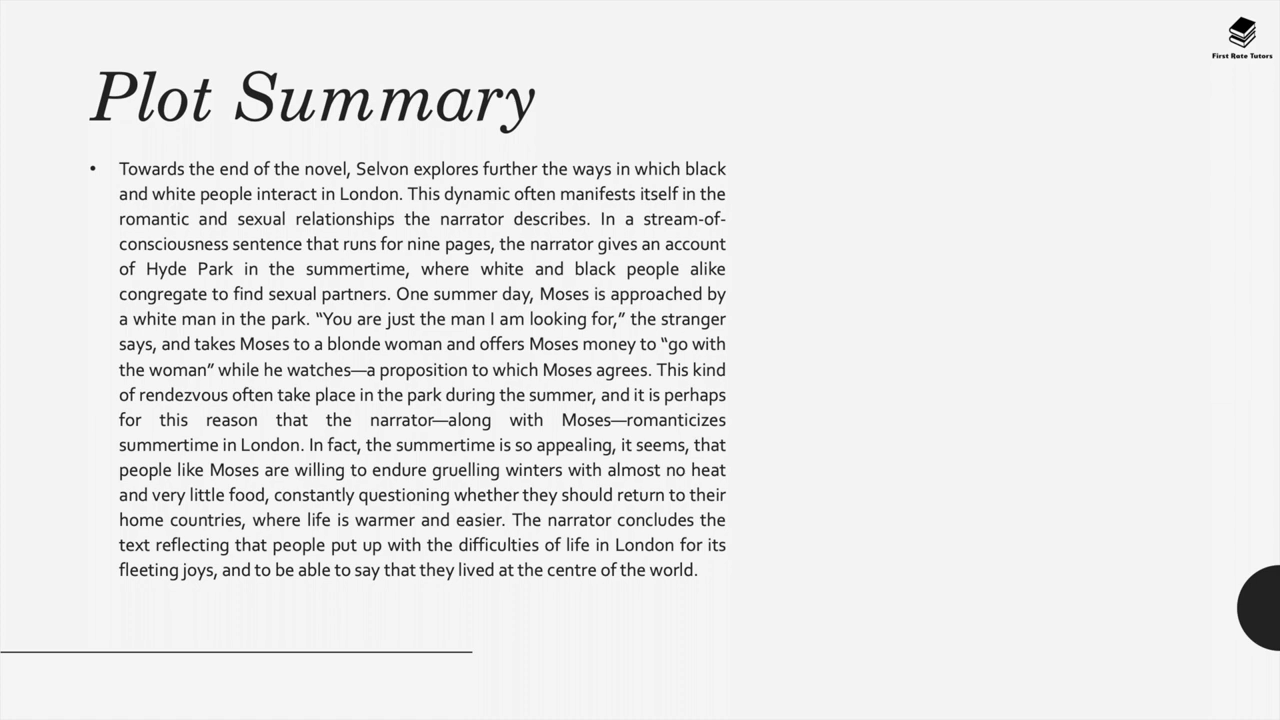 First Rate Tutors
Plot Summary
• Towards the end of the novel, Selvon explores further the ways in which black
and white people interact in London. This dynamic often manifests itself in the
romantic and sexual relationships the narrator describes. In a stream-of-
consciousness sentence that runs for nine pages, the narrator gives an account
of Hyde Park in the summertime, where white and black people alike
congregate to find sexual partners. One summer day, Moses is approached by
a white man in the park. “You are just the man I am looking for,” the stranger
says, and takes Moses to a blonde woman and offers Moses money to “go with
the woman” while he watches—a proposition to which Moses agrees. This kind
of rendezvous often take place in the park during the summer, and it is perhaps
for this reason that the narrator—along with Moses—romanticizes
summertime in London. In fact, the summertime is so appealing, it seems, that
people like Moses are willing to endure gruelling winters with almost no heat
and very little food, constantly questioning whether they should return to their
home countries, where life is warmer and easier. The narrator concludes the
text reflecting that people put up with the difficulties of life in London for its
fleeting joys, and to be able to say that they lived at the centre of the world.